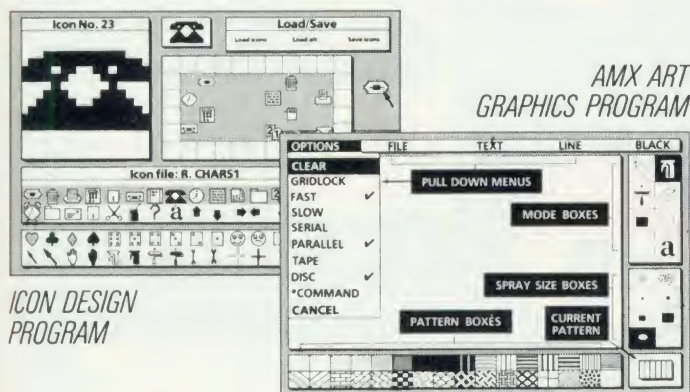 Icon No. 23
Load/Save
Load icons Load alt Save icons
AMX ART
GRAPHICS PROGRAM
Icon file: R. CHARS1
ICON DESIGN
PROGRAM
OPTIONS FILE TEXT LINE BLACK
CLEAR
GRIDLOCK
FAST ✓
SLOW
SERIAL
PARALLEL ✓
TAPE
DISC ✓
*COMMAND
CANCEL
PULL DOWN MENUS
MODE BOXES
SPRAY SIZE BOXES
PATTERN BOXES
CURRENT
PATTERN
? a
a